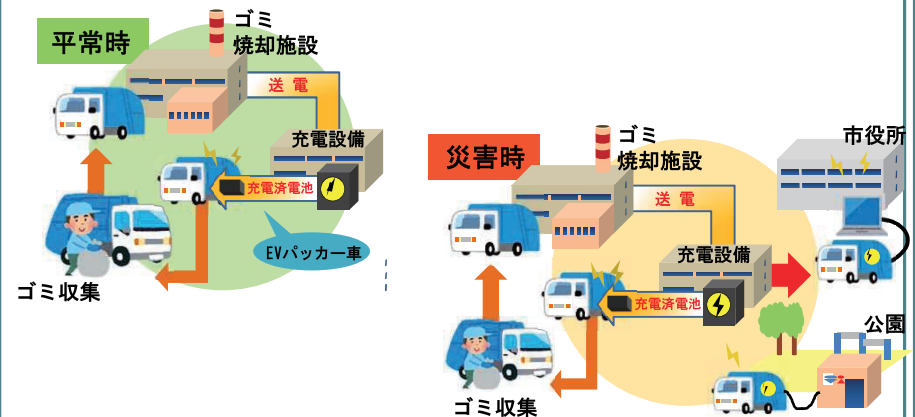 平常時
ゴミ
焼却施設
送電
充電設備
充電済電池
EVパッカー車
ゴミ収集
災害時
ゴミ
焼却施設
送電
充電設備
充電済電池
ゴミ収集
市役所
公園